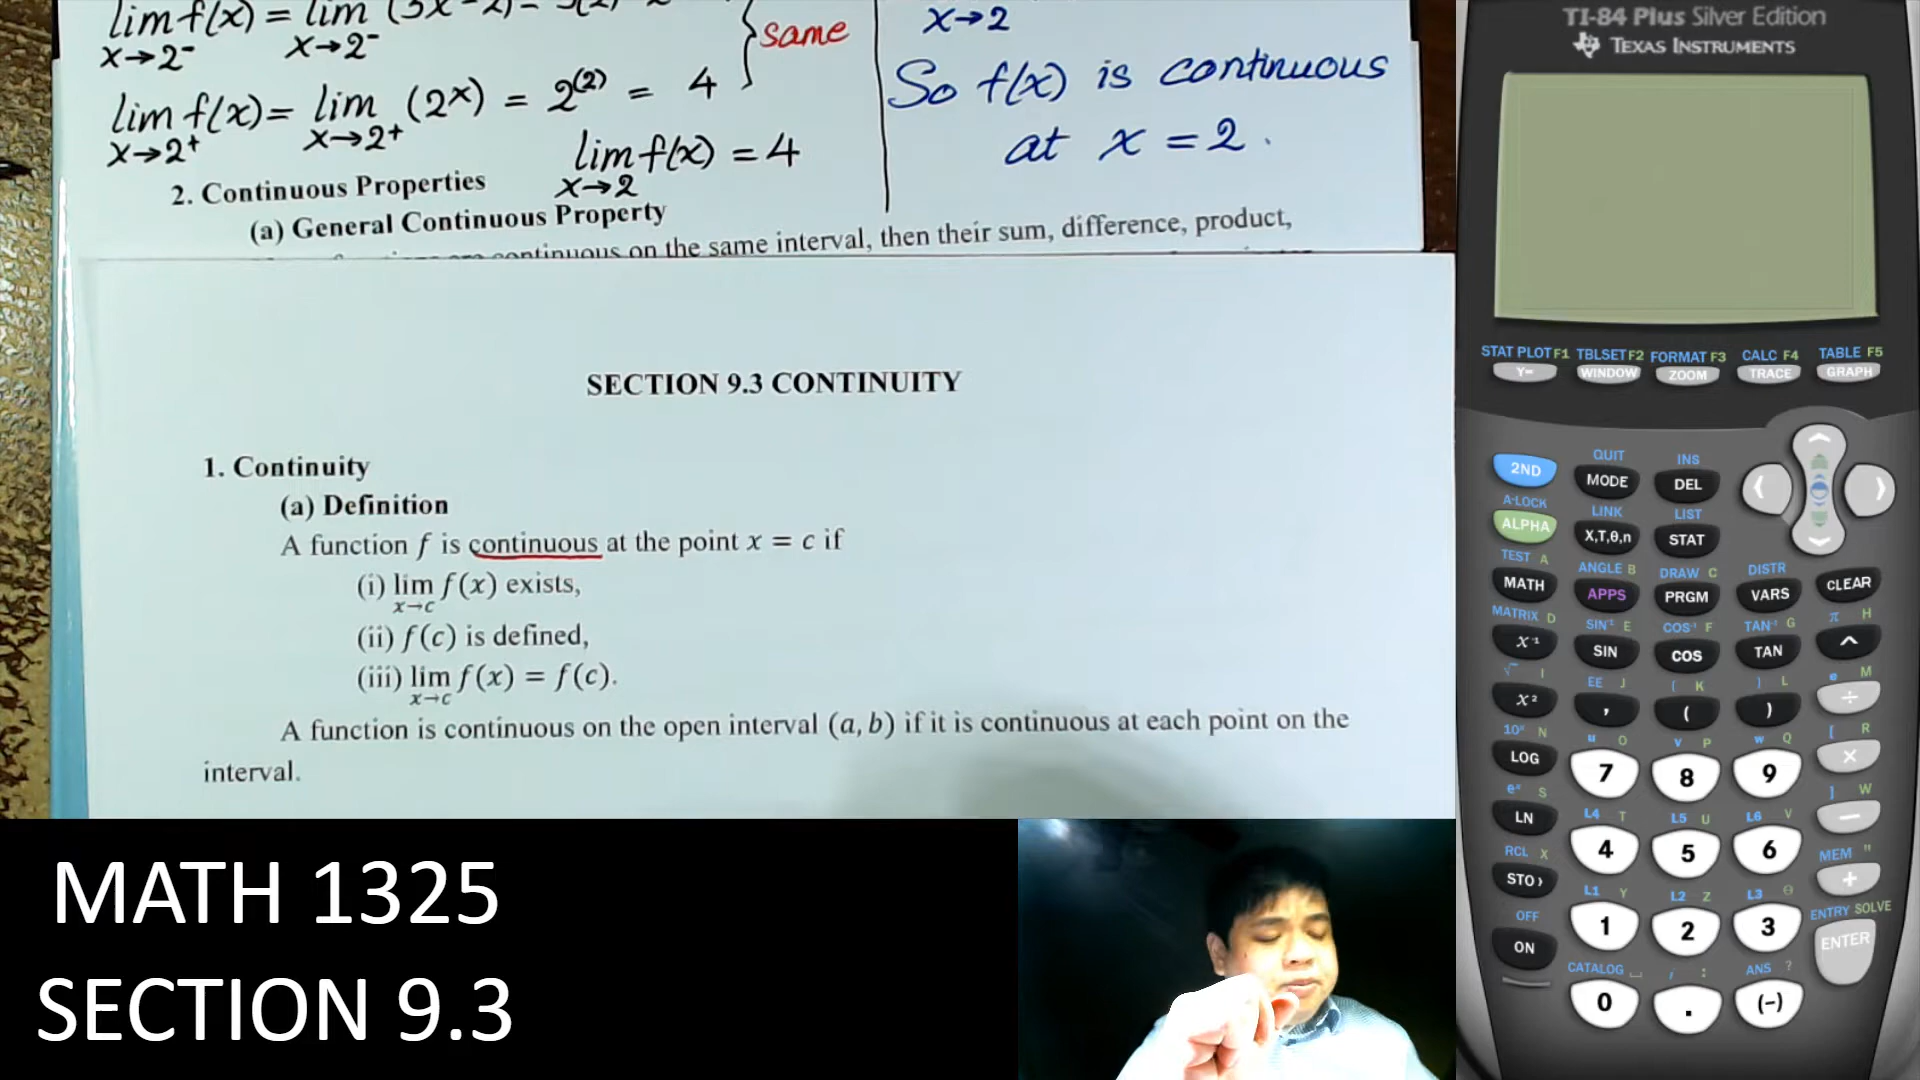 lim f(x) = lim (3x-2)
x→2⁻ x→2⁻
} same
lim f(x) = lim (2ˣ) = 2⁽²⁾ = 4
x→2⁺ x→2⁺
lim f(x) = 4
x→2
x→2
So f(x) is continuous
at x = 2.
2. Continuous Properties
(a) General Continuous Property
continuous on the same interval, then their sum, difference, product,
SECTION 9.3 CONTINUITY
1. Continuity
(a) Definition
A function f is continuous at the point x = c if
(i) lim f(x) exists,
x→c
(ii) f(c) is defined,
(iii) lim f(x) = f(c).
x→c
A function is continuous on the open interval (a, b) if it is continuous at each point on the
interval.
MATH 1325
SECTION 9.3
TI-84 Plus Silver Edition
TEXAS INSTRUMENTS
STAT PLOT F1 TBLSET F2 FORMAT F3 CALC F4 TABLE F5
Y= WINDOW ZOOM TRACE GRAPH
QUIT INS
2ND MODE DEL
A-LOCK LINK LIST
ALPHA X,T,θ,n STAT
TEST A ANGLE B DRAW C DISTR
MATH APPS PRGM VARS CLEAR
MATRIX D SIN⁻¹ E COS⁻¹ F TAN⁻¹ G π H
X⁻¹ SIN COS TAN ^
√ I EE J { K } L e M
X² , ( ) ÷
10ˣ N u O v P w Q [ R
LOG 7 8 9 ×
eˣ S L4 T L5 U L6 V ] W
LN 4 5 6 −
RCL X L1 Y L2 Z L3 θ MEM "
STO› 1 2 3 +
OFF CATALOG ⎵ i : ANS ? ENTRY SOLVE
ON 0 . (−) ENTER